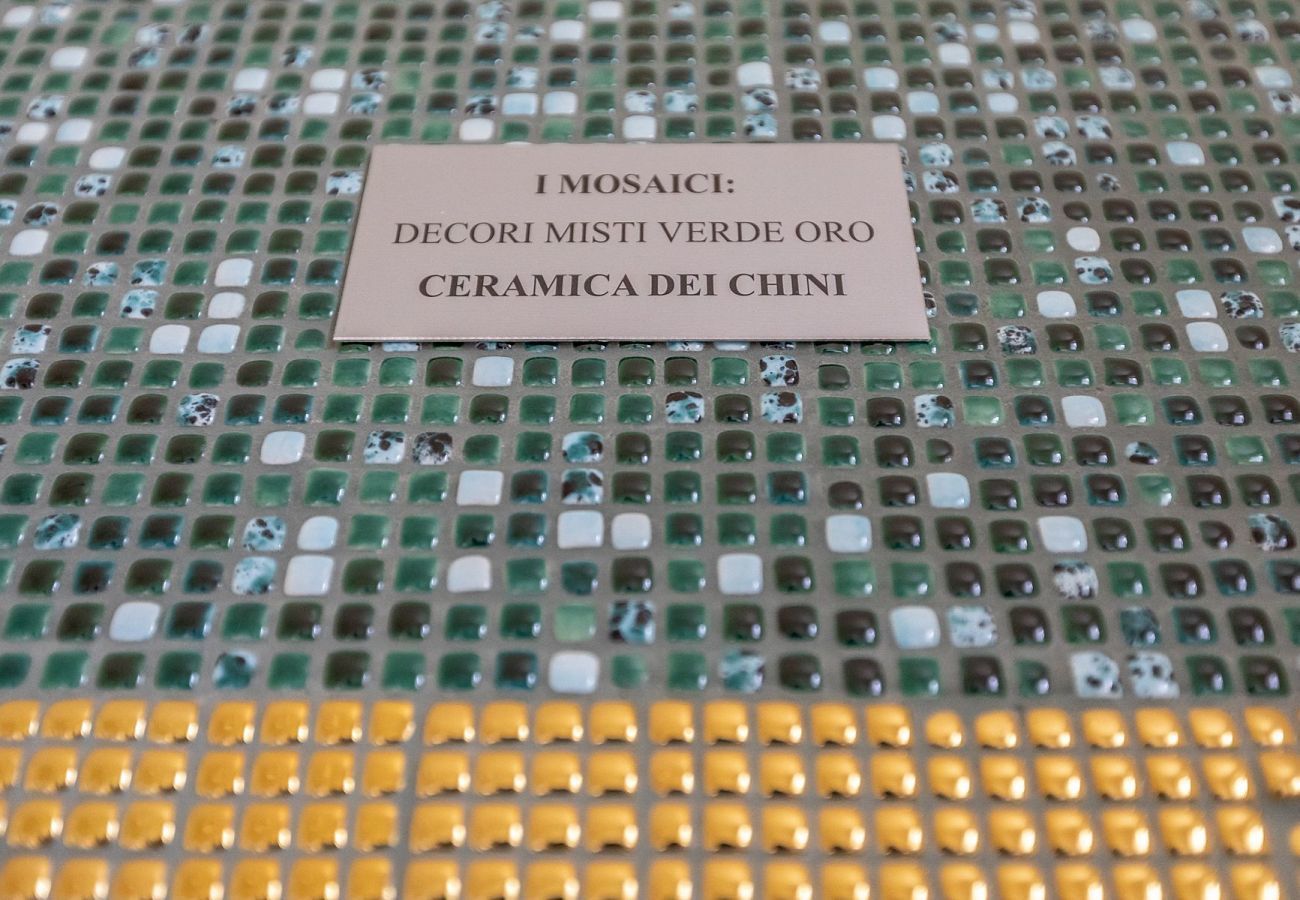 I MOSAICI:
DECORI MISTI VERDE ORO
CERAMICA DEI CHINI